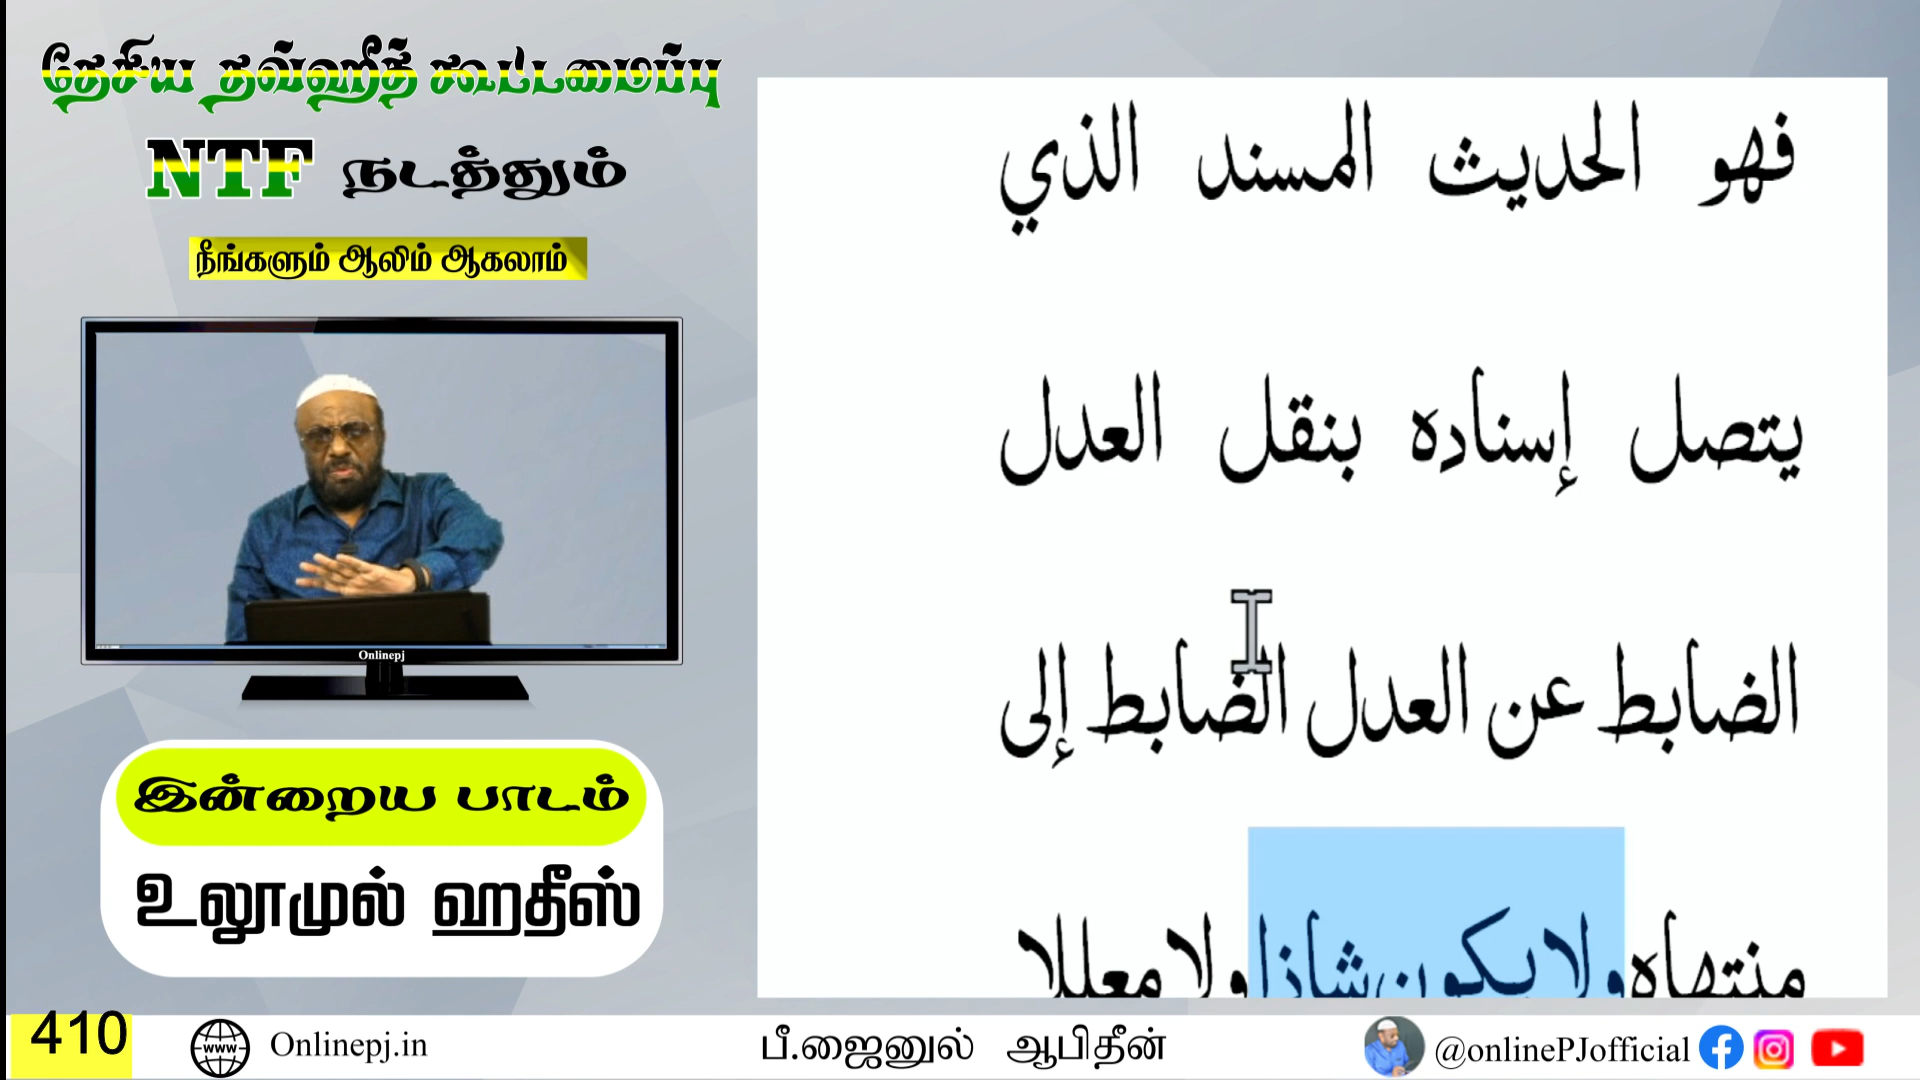 தேசிய தவ்ஹீத் கூட்டமைப்பு
NTF நடத்தும்
நீங்களும் ஆலிம் ஆகலாம்
Onlinepj
இன்றைய பாடம்
உலூமுல் ஹதீஸ்
فهو الحديث المسند الذي
يتصل إسناده بنقل العدل
الضابط عن العدل الضابط إلى
منتهاه ولا يكون شاذا ولا معللا
410
www
Onlinepj.in
பீ.ஜைனுல் ஆபிதீன்
@onlinePJofficial